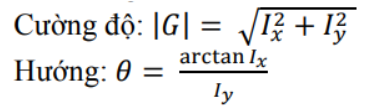 Cường độ: |G| = √(I_x^2 + I_y^2)
Hướng: θ = (arctan I_x)/(I_y)